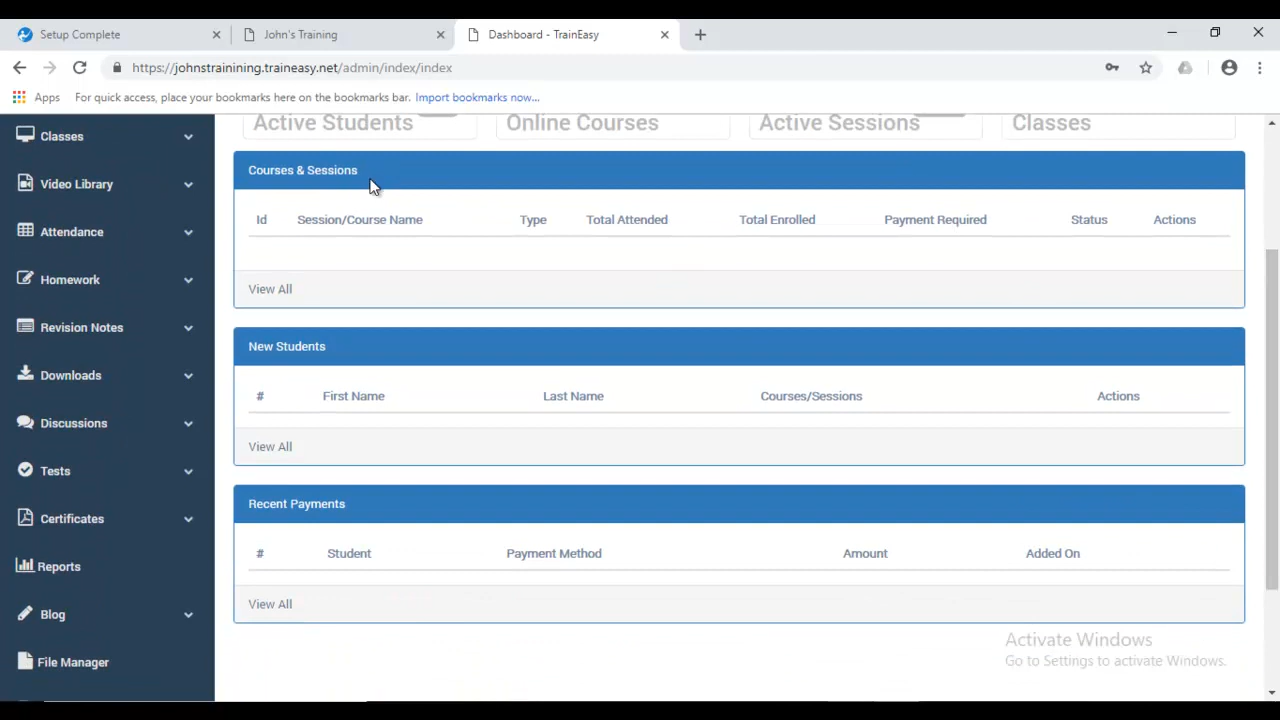 Setup Complete
John's Training
Dashboard - TrainEasy
https://johnstrainining.traineasy.net/admin/index/index
Apps For quick access, place your bookmarks here on the bookmarks bar. Import bookmarks now...
Classes
Video Library
Attendance
Homework
Revision Notes
Downloads
Discussions
Tests
Certificates
Reports
Blog
File Manager
Active Students Online Courses Active Sessions Classes
Courses & Sessions
Id Session/Course Name Type Total Attended Total Enrolled Payment Required Status Actions
View All
New Students
# First Name Last Name Courses/Sessions Actions
View All
Recent Payments
# Student Payment Method Amount Added On
View All
Activate Windows
Go to Settings to activate Windows.